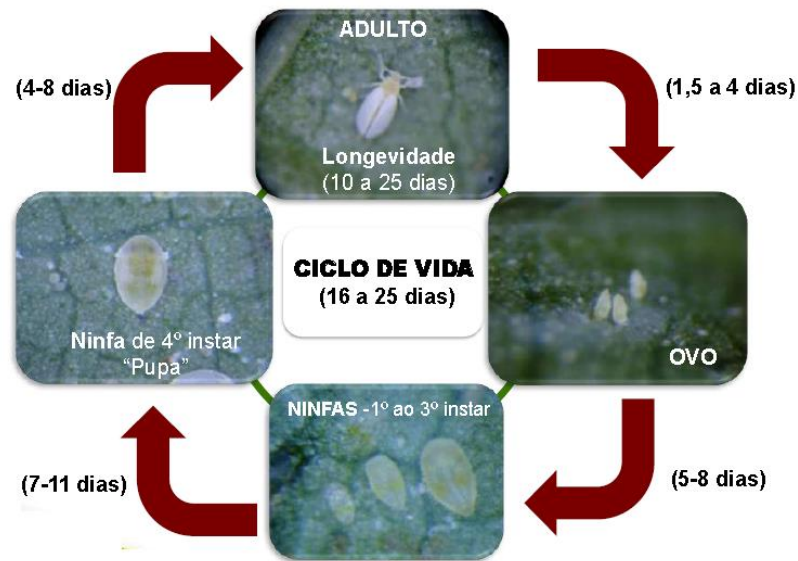 ADULTO
Longevidade
(10 a 25 dias)
(1,5 a 4 dias)
OVO
(5-8 dias)
NINFAS -1º ao 3º instar
(7-11 dias)
Ninfa de 4º instar
“Pupa”
(4-8 dias)
CICLO DE VIDA
(16 a 25 dias)